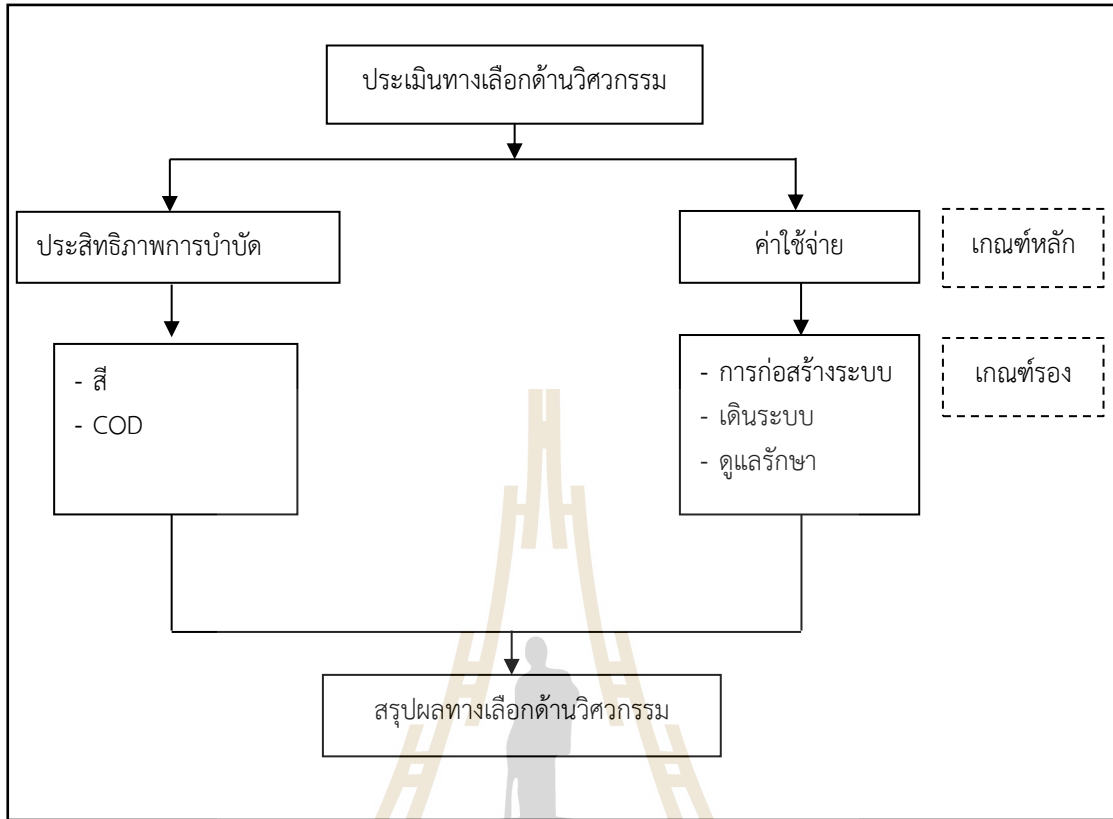 ประเมินทางเลือกด้านวิศวกรรม
ประสิทธิภาพการบำบัด
ค่าใช้จ่าย
เกณฑ์หลัก
- สี
- COD
- การก่อสร้างระบบ
- เดินระบบ
- ดูแลรักษา
เกณฑ์รอง
สรุปผลทางเลือกด้านวิศวกรรม